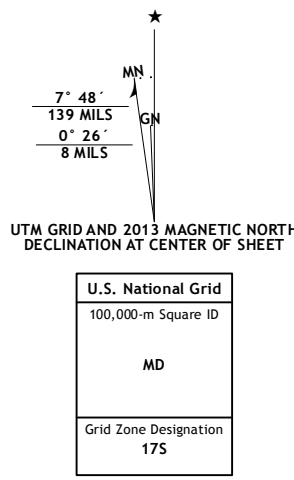 MN
7° 48´
139 MILS
GN
0° 26´
8 MILS
UTM GRID AND 2013 MAGNETIC NORTH
DECLINATION AT CENTER OF SHEET
U.S. National Grid
100,000-m Square ID
MD
Grid Zone Designation
17S